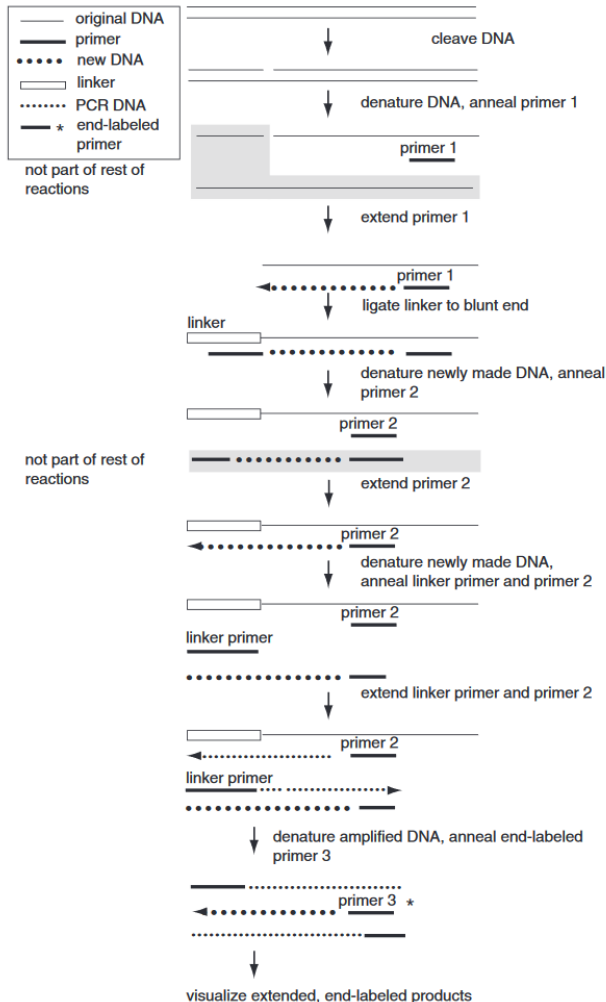 original DNA
primer
new DNA
linker
PCR DNA
* end-labeled
primer
cleave DNA
denature DNA, anneal primer 1
not part of rest of
reactions
primer 1
extend primer 1
primer 1
ligate linker to blunt end
linker
denature newly made DNA, anneal
primer 2
primer 2
not part of rest of
reactions
extend primer 2
primer 2
denature newly made DNA,
anneal linker primer and primer 2
primer 2
linker primer
extend linker primer and primer 2
primer 2
linker primer
denature amplified DNA, anneal end-labeled
primer 3
primer 3 *
visualize extended, end-labeled products